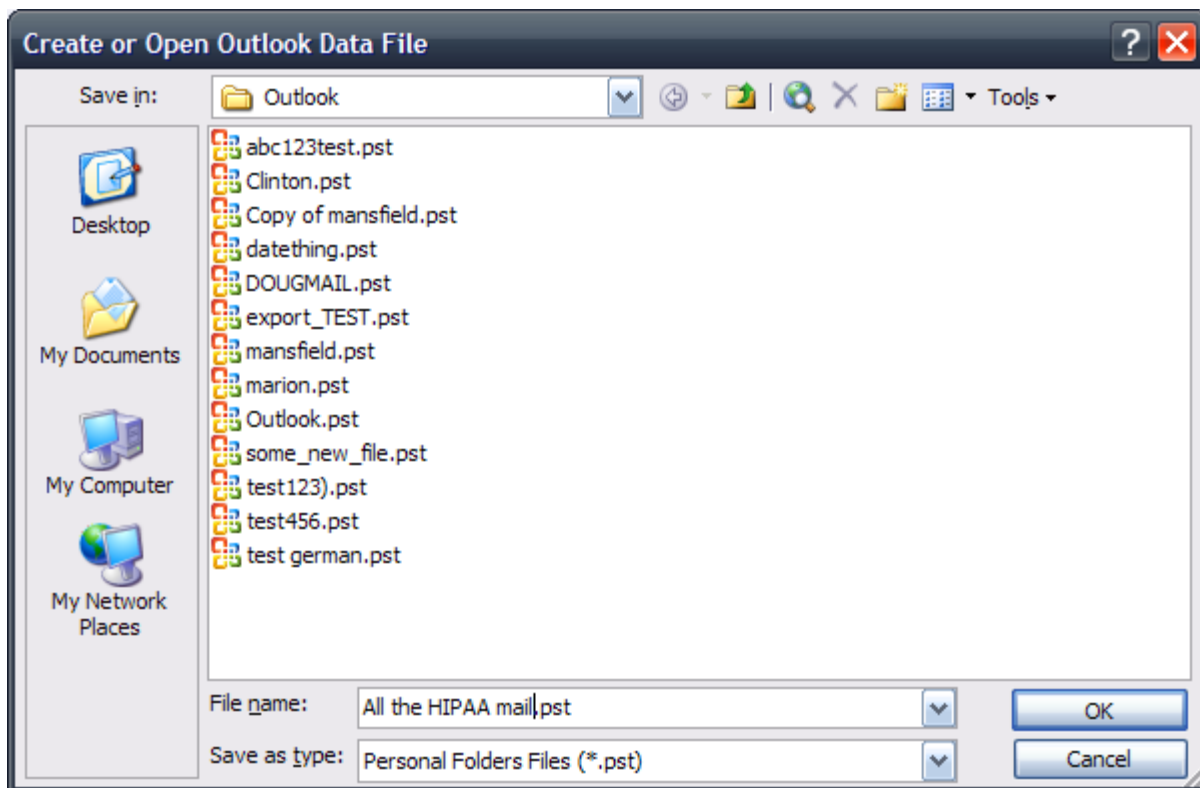 Create or Open Outlook Data File
Save in:
Outlook
Tools
Desktop
My Documents
My Computer
My Network
Places
abc123test.pst
Clinton.pst
Copy of mansfield.pst
datething.pst
DOUGMAIL.pst
export_TEST.pst
mansfield.pst
marion.pst
Outlook.pst
some_new_file.pst
test123).pst
test456.pst
test german.pst
File name:
All the HIPAA mail.pst
OK
Save as type:
Personal Folders Files (*.pst)
Cancel